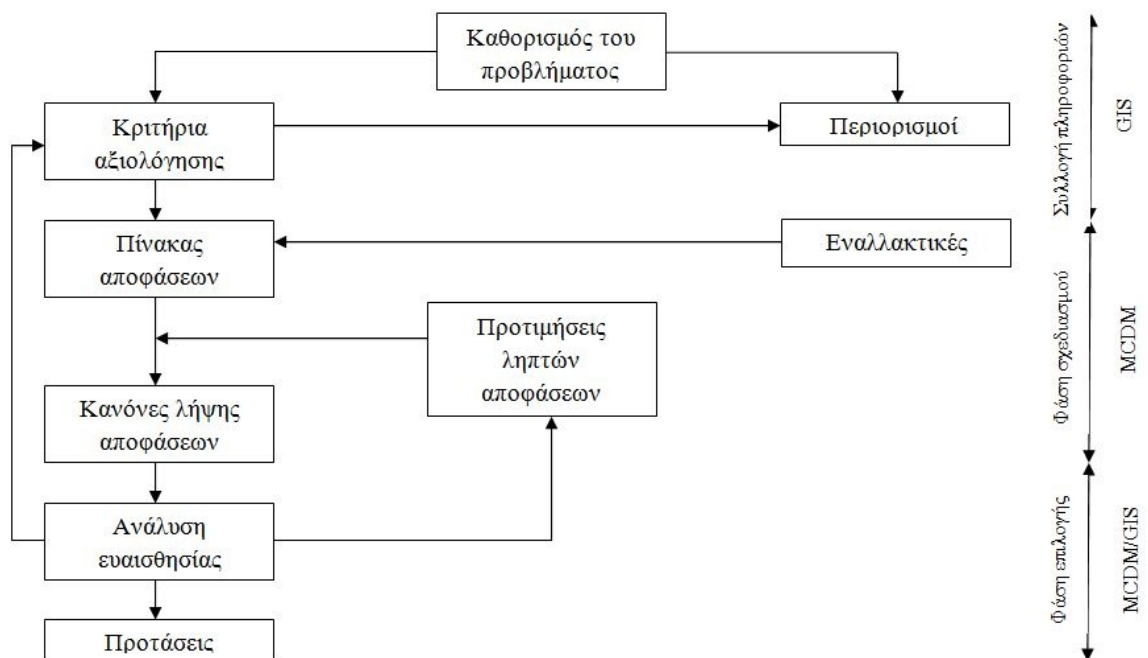 Καθορισμός του
προβλήματος
Κριτήρια
αξιολόγησης
Περιορισμοί
Πίνακας
αποφάσεων
Εναλλακτικές
Προτιμήσεις
ληπτών
αποφάσεων
Κανόνες λήψης
αποφάσεων
Ανάλυση
ευαισθησίας
Προτάσεις
Συλλογή πληροφοριών
GIS
Φάση σχεδιασμού
MCDM
Φάση επιλογής
MCDM/GIS